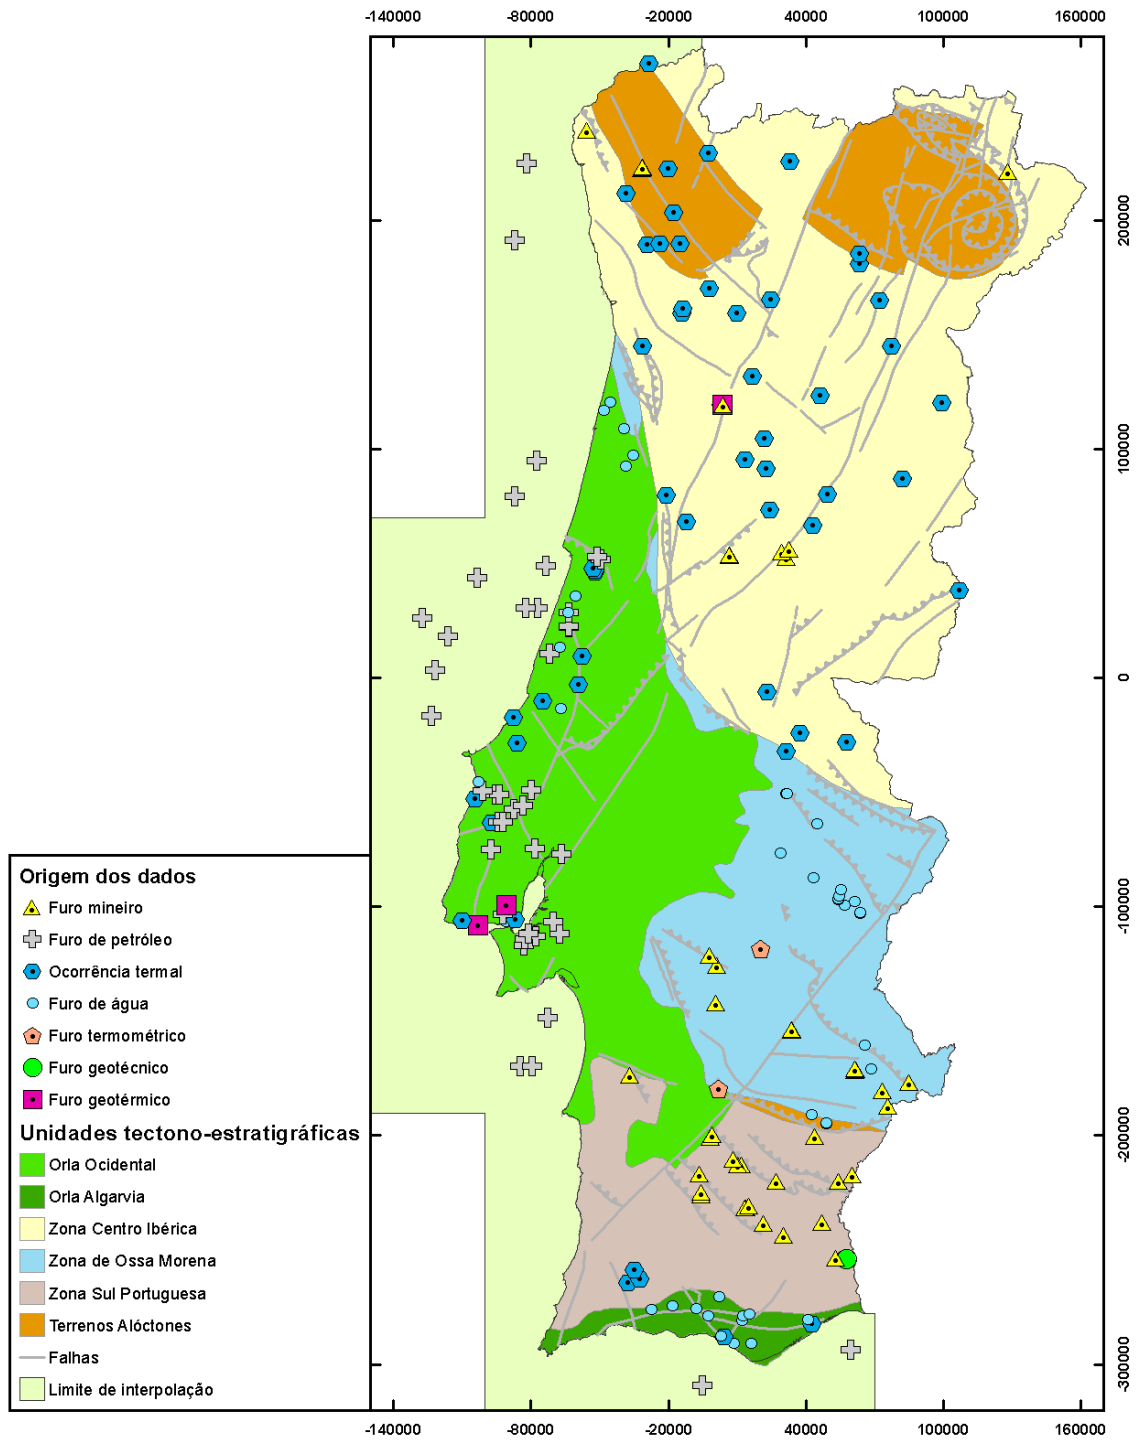 -140000 -80000 -20000 40000 100000 160000
200000
100000
0
-100000
-200000
-300000
Origem dos dados
Furo mineiro
Furo de petróleo
Ocorrência termal
Furo de água
Furo termométrico
Furo geotécnico
Furo geotérmico
Unidades tectono-estratigráficas
Orla Ocidental
Orla Algarvia
Zona Centro Ibérica
Zona de Ossa Morena
Zona Sul Portuguesa
Terrenos Alóctones
Falhas
Limite de interpolação
-140000 -80000 -20000 40000 100000 160000